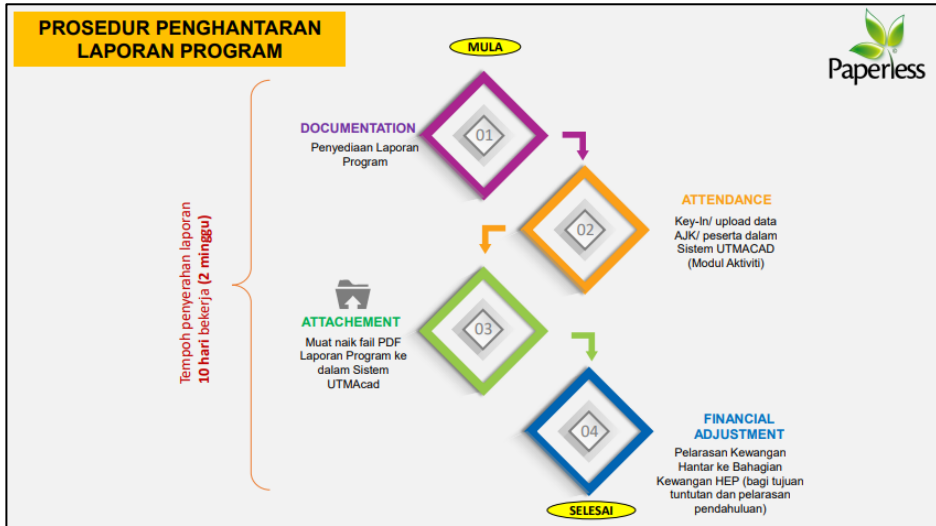 PROSEDUR PENGHANTARAN
LAPORAN PROGRAM
Paperless
MULA
01
DOCUMENTATION
Penyediaan Laporan
Program
02
ATTENDANCE
Key-In/ upload data
AJK/ peserta dalam
Sistem UTMACAD
(Modul Aktiviti)
Tempoh penyerahan laporan
10 hari bekerja (2 minggu)
03
ATTACHEMENT
Muat naik fail PDF
Laporan Program ke
dalam Sistem
UTMAcad
04
FINANCIAL
ADJUSTMENT
Pelarasan Kewangan
Hantar ke Bahagian
Kewangan HEP (bagi tujuan
tuntutan dan pelarasan
pendahuluan)
SELESAI